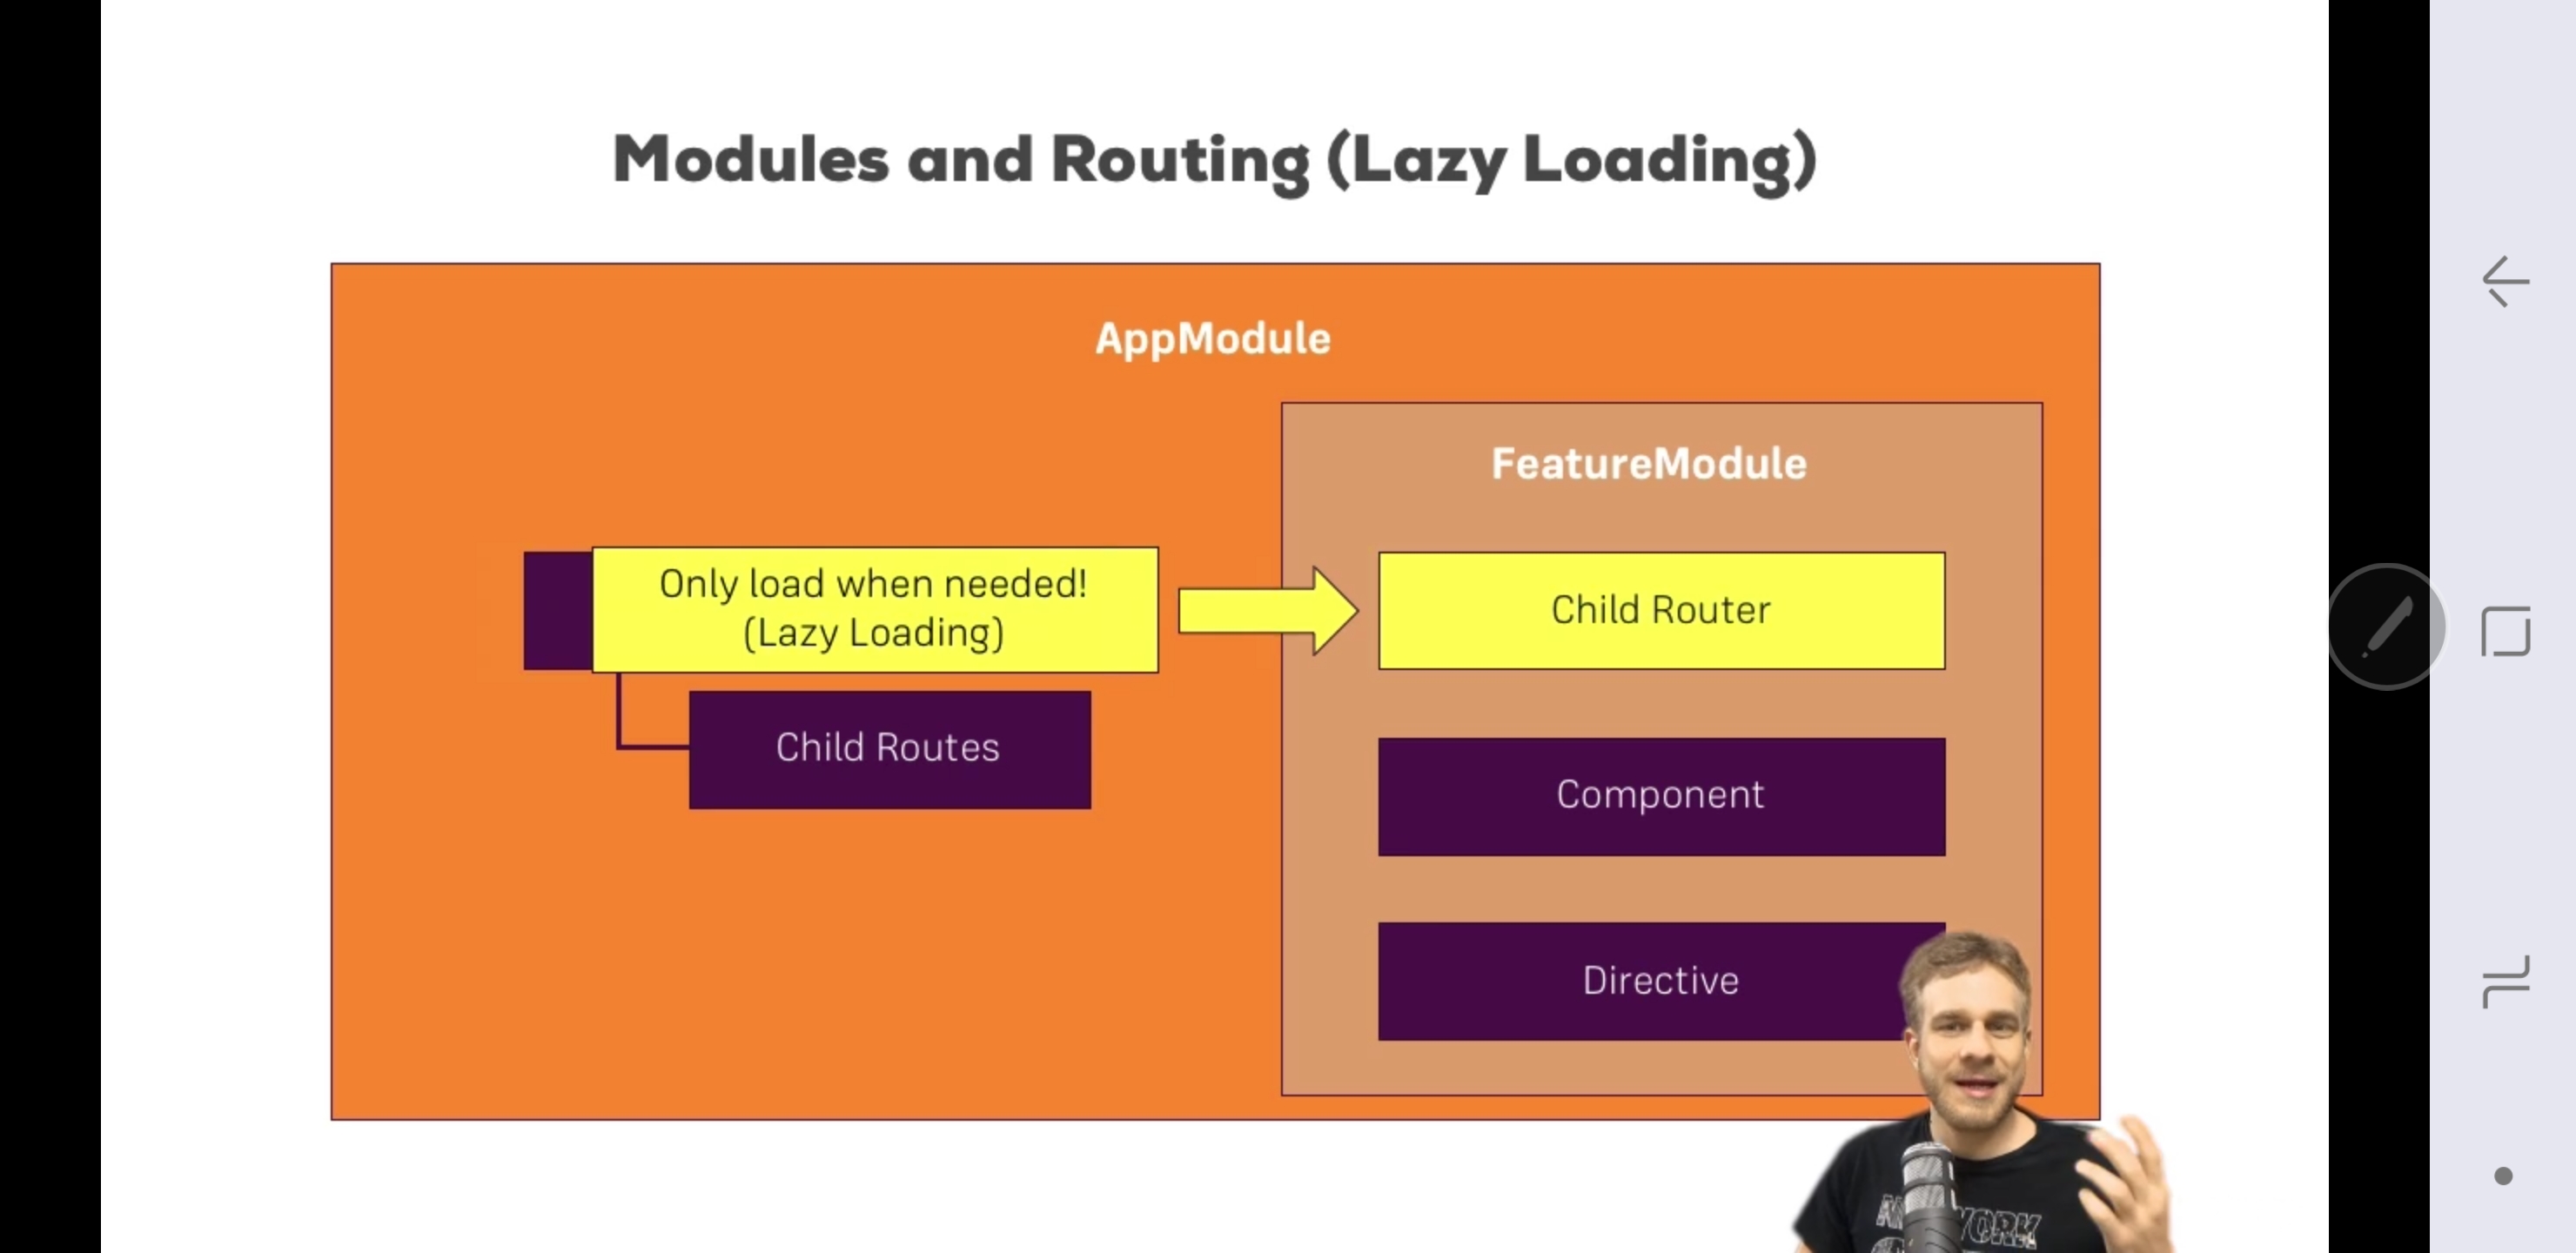 Modules and Routing (Lazy Loading)
AppModule
FeatureModule
Only load when needed!
(Lazy Loading)
Child Router
Child Routes
Component
Directive